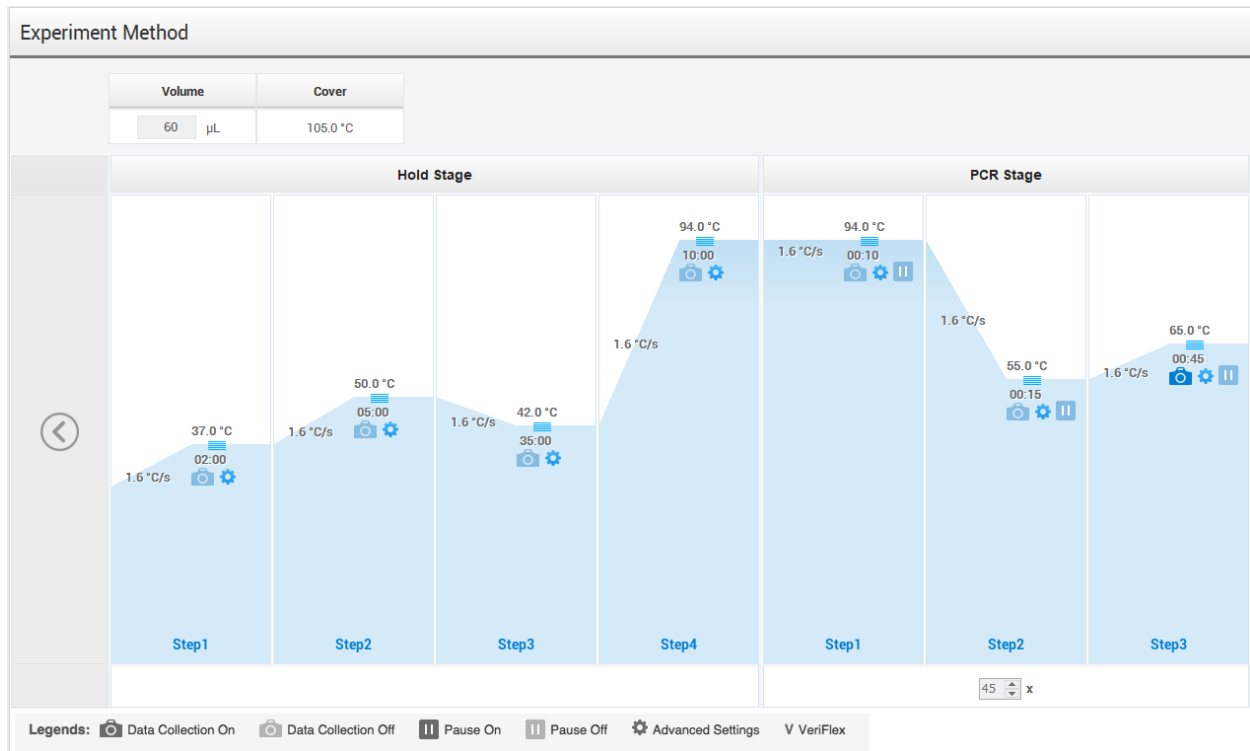 Experiment Method
Volume Cover
60 µL 105.0 °C
Hold Stage PCR Stage
37.0 °C
02:00
1.6 °C/s
Step1
50.0 °C
05:00
1.6 °C/s
Step2
42.0 °C
35:00
1.6 °C/s
Step3
94.0 °C
10:00
1.6 °C/s
Step4
94.0 °C
1.6 °C/s
00:10
Step1
1.6 °C/s
55.0 °C
00:15
Step2
65.0 °C
00:45
1.6 °C/s
Step3
45 x
Legends: Data Collection On Data Collection Off Pause On Pause Off Advanced Settings V VeriFlex